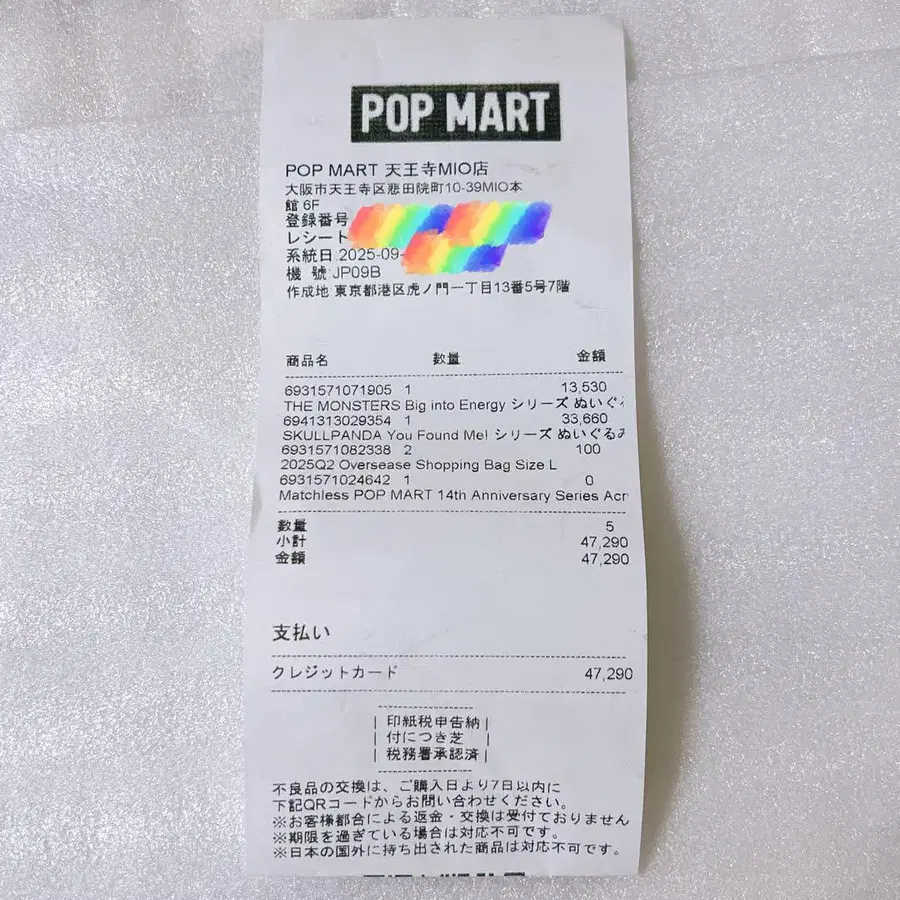 POP MART
POP MART 天王寺MIO店
大阪市天王寺区悲田院町10-39MIO本
館 6F
登録番号
レシート
系統日:2025-09-
機 號:JP09B
作成地:東京都港区虎ノ門一丁目13番5号7階
商品名 数量 金額
6931571071905 1 13,530
THE MONSTERS Big into Energy シリーズ ぬいぐ
6941313029354 1 33,660
SKULLPANDA You Found Me! シリーズ ぬいぐるみ
6931571082338 2 100
2025Q2 Oversease Shopping Bag Size L
6931571024642 1 0
Matchless POP MART 14th Anniversary Series Acr
数量 5
小計 47,290
金額 47,290
支払い
クレジットカード 47,290
印紙税申告納
付につき芝
税務署承認済
不良品の交換は、ご購入日より7日以内に
下記QRコードからお問い合わせください。
※お客様都合による返金・交換は受付ておりません
※期限を過ぎている場合は対応不可です。
※日本の国外に持ち出された商品は対応不可です。